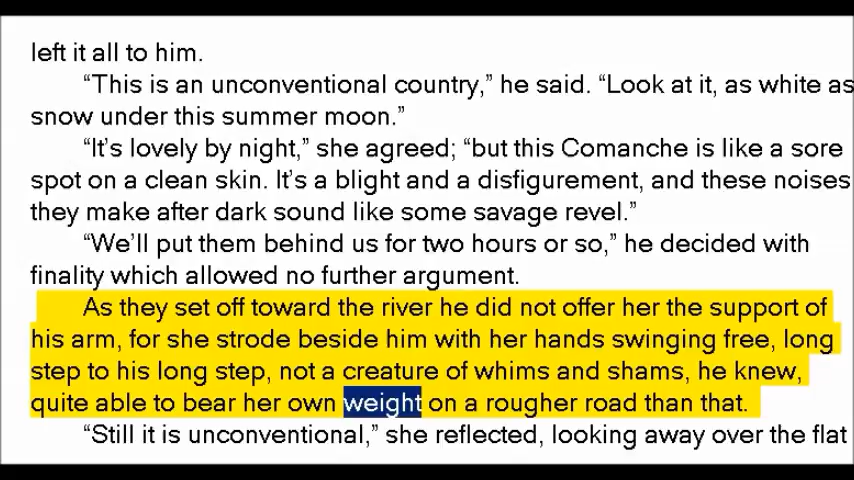 left it all to him.
“This is an unconventional country,” he said. “Look at it, as white as
snow under this summer moon.”
“It’s lovely by night,” she agreed; “but this Comanche is like a sore
spot on a clean skin. It’s a blight and a disfigurement, and these noises
they make after dark sound like some savage revel.”
“We’ll put them behind us for two hours or so,” he decided with
finality which allowed no further argument.
As they set off toward the river he did not offer her the support of
his arm, for she strode beside him with her hands swinging free, long
step to his long step, not a creature of whims and shams, he knew,
quite able to bear her own weight on a rougher road than that.
“Still it is unconventional,” she reflected, looking away over the flat